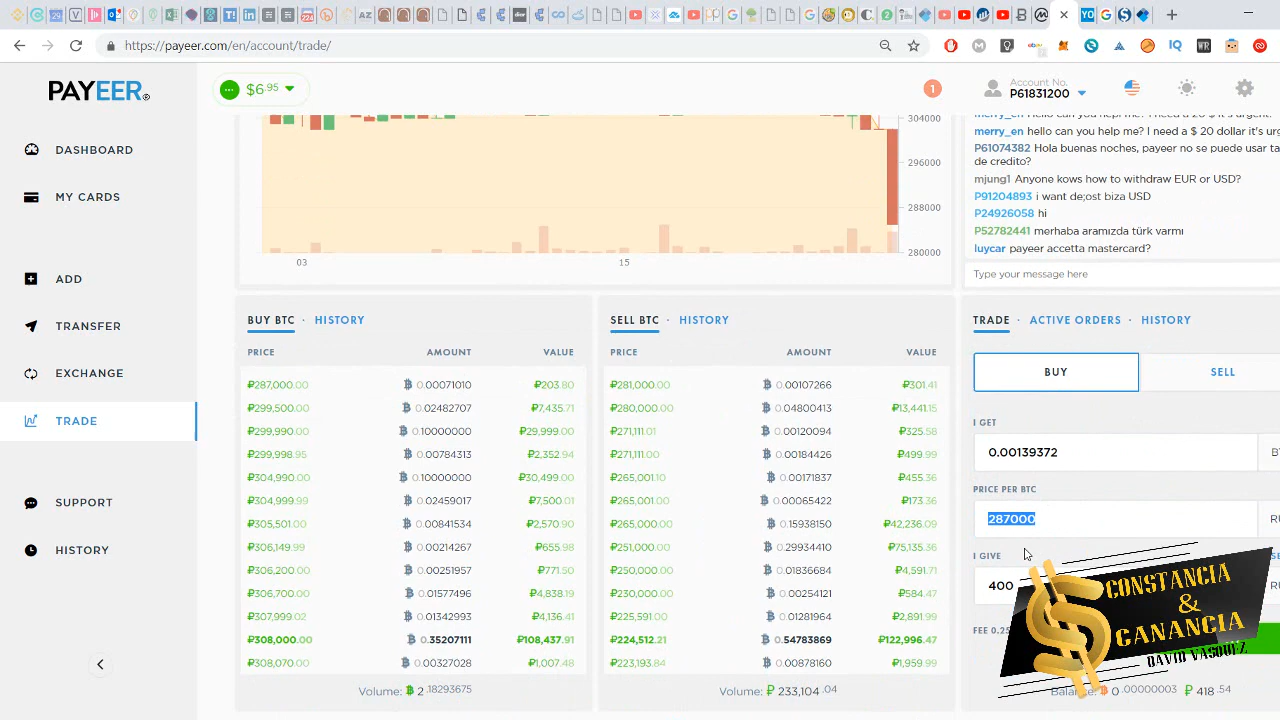 https://payeer.com/en/account/trade/
PAYEER
$6.95
1
Account No.
P61831200
DASHBOARD
MY CARDS
ADD
TRANSFER
EXCHANGE
TRADE
SUPPORT
HISTORY
304000
296000
288000
280000
03 15
merry_en hello can you help me? I need a $ 20 dollar it's urg
P61074382 Hola buenas noches, payeer no se puede usar ta
de credito?
mjung1 Anyone kows how to withdraw EUR or USD?
P91204893 i want de;ost biza USD
P24926058 hi
P52782441 merhaba aramızda türk varmı
luycar payeer accetta mastercard?
Type your message here
BUY BTC · HISTORY
PRICE AMOUNT VALUE
₽287,000.00 0.00071010 ₽203.80
₽299,500.00 0.02482707 ₽7,435.71
₽299,990.00 0.10000000 ₽29,999.00
₽299,998.95 0.00784313 ₽2,352.94
₽304,990.00 0.10000000 ₽30,499.00
₽304,999.99 0.02459017 ₽7,500.01
₽305,501.00 0.00841534 ₽2,570.90
₽306,149.99 0.00214267 ₽655.98
₽306,200.00 0.00251957 ₽771.50
₽306,700.00 0.01577496 ₽4,838.19
₽307,999.02 0.01342993 ₽4,136.41
₽308,000.00 0.35207111 ₽108,437.91
₽308,070.00 0.00327028 ₽1,007.48
Volume: 2.18293675
SELL BTC · HISTORY
PRICE AMOUNT VALUE
₽281,000.00 0.00107266 ₽301.41
₽280,000.00 0.04800413 ₽13,441.15
₽271,111.01 0.00120094 ₽325.58
₽271,111.00 0.00184426 ₽499.99
₽265,001.10 0.00171837 ₽455.36
₽265,001.00 0.00065422 ₽173.36
₽265,000.00 0.15938150 ₽42,236.09
₽251,000.00 0.29934410 ₽75,135.36
₽250,000.00 0.01836684 ₽4,591.71
₽230,000.00 0.00254121 ₽584.47
₽225,591.00 0.01281964 ₽2,891.99
₽224,512.21 0.54783869 ₽122,996.47
₽223,193.84 0.00878160 ₽1,959.99
Volume: ₽ 233,104.04
TRADE · ACTIVE ORDERS · HISTORY
BUY SELL
I GET
0.00139372
PRICE PER BTC
287000
I GIVE
400
FEE 0.25
Balance: 0.00000003 ₽ 418.54
CONSTANCIA
&
GANANCIA
DAVID VASQUEZ